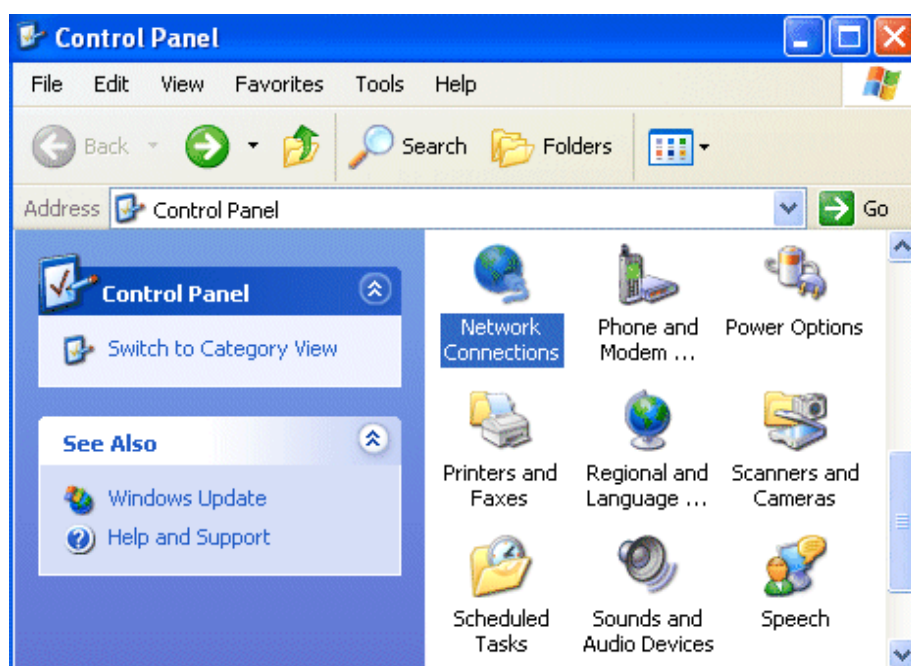 Control Panel
File Edit View Favorites Tools Help
Back Search Folders
Address Control Panel Go
Control Panel
Switch to Category View
See Also
Windows Update
Help and Support
Network
Connections
Phone and
Modem ...
Power Options
Printers and
Faxes
Regional and
Language ...
Scanners and
Cameras
Scheduled
Tasks
Sounds and
Audio Devices
Speech